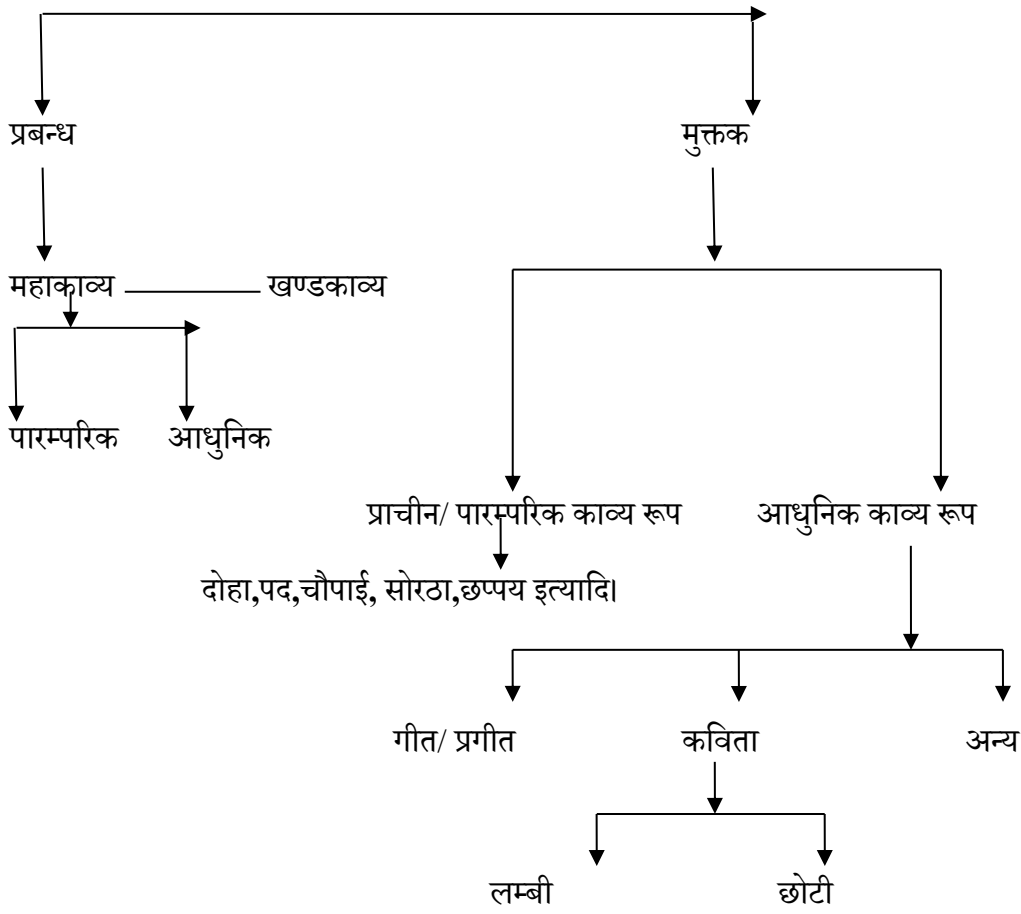 प्रबन्ध मुक्तक
महाकाव्य खण्डकाव्य
पारम्परिक आधुनिक
प्राचीन/ पारम्परिक काव्य रूप आधुनिक काव्य रूप
दोहा,पद,चौपाई, सोरठा,छप्पय इत्यादि।
गीत/ प्रगीत कविता अन्य
लम्बी छोटी